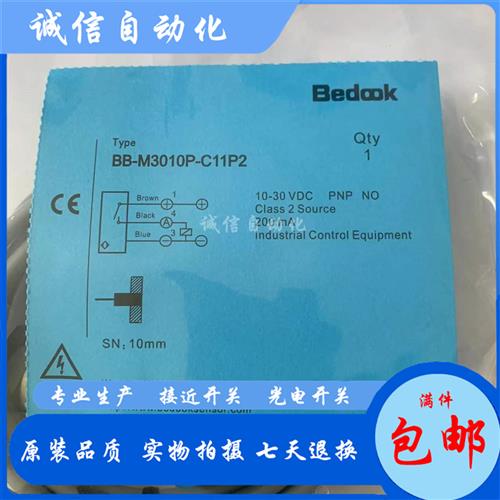 诚信自动化
Bedook
Type
BB-M3010P-C11P2
Qty
1
CE
Brown 1
Black 4
A
Blue 3
10-30 VDC PNP NO
Class 2 Source
200 mA
Industrial Control Equipment
诚信自动化
SN: 10mm
专业生产 接近开关 光电开关
原装品质 实物拍摄 七天退换
满件
包邮